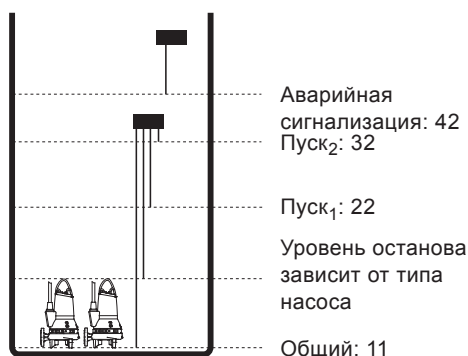 Аварийная
сигнализация: 42
Пуск₂: 32
Пуск₁: 22
Уровень останова
зависит от типа
насоса
Общий: 11